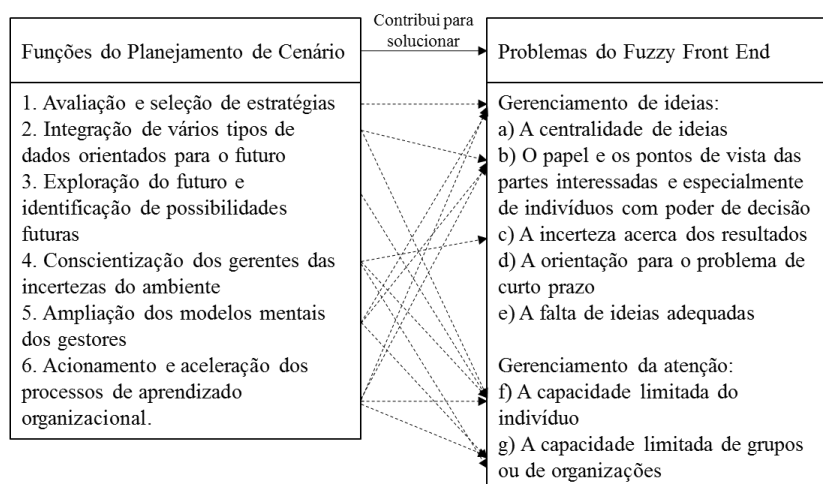 Contribui para
solucionar
Funções do Planejamento de Cenário
Problemas do Fuzzy Front End
1. Avaliação e seleção de estratégias
2. Integração de vários tipos de
dados orientados para o futuro
3. Exploração do futuro e
identificação de possibilidades
futuras
4. Conscientização dos gerentes das
incertezas do ambiente
5. Ampliação dos modelos mentais
dos gestores
6. Acionamento e aceleração dos
processos de aprendizado
organizacional.
Gerenciamento de ideias:
a) A centralidade de ideias
b) O papel e os pontos de vista das
partes interessadas e especialmente
de indivíduos com poder de decisão
c) A incerteza acerca dos resultados
d) A orientação para o problema de
curto prazo
e) A falta de ideias adequadas
Gerenciamento da atenção:
f) A capacidade limitada do
indivíduo
g) A capacidade limitada de grupos
ou de organizações